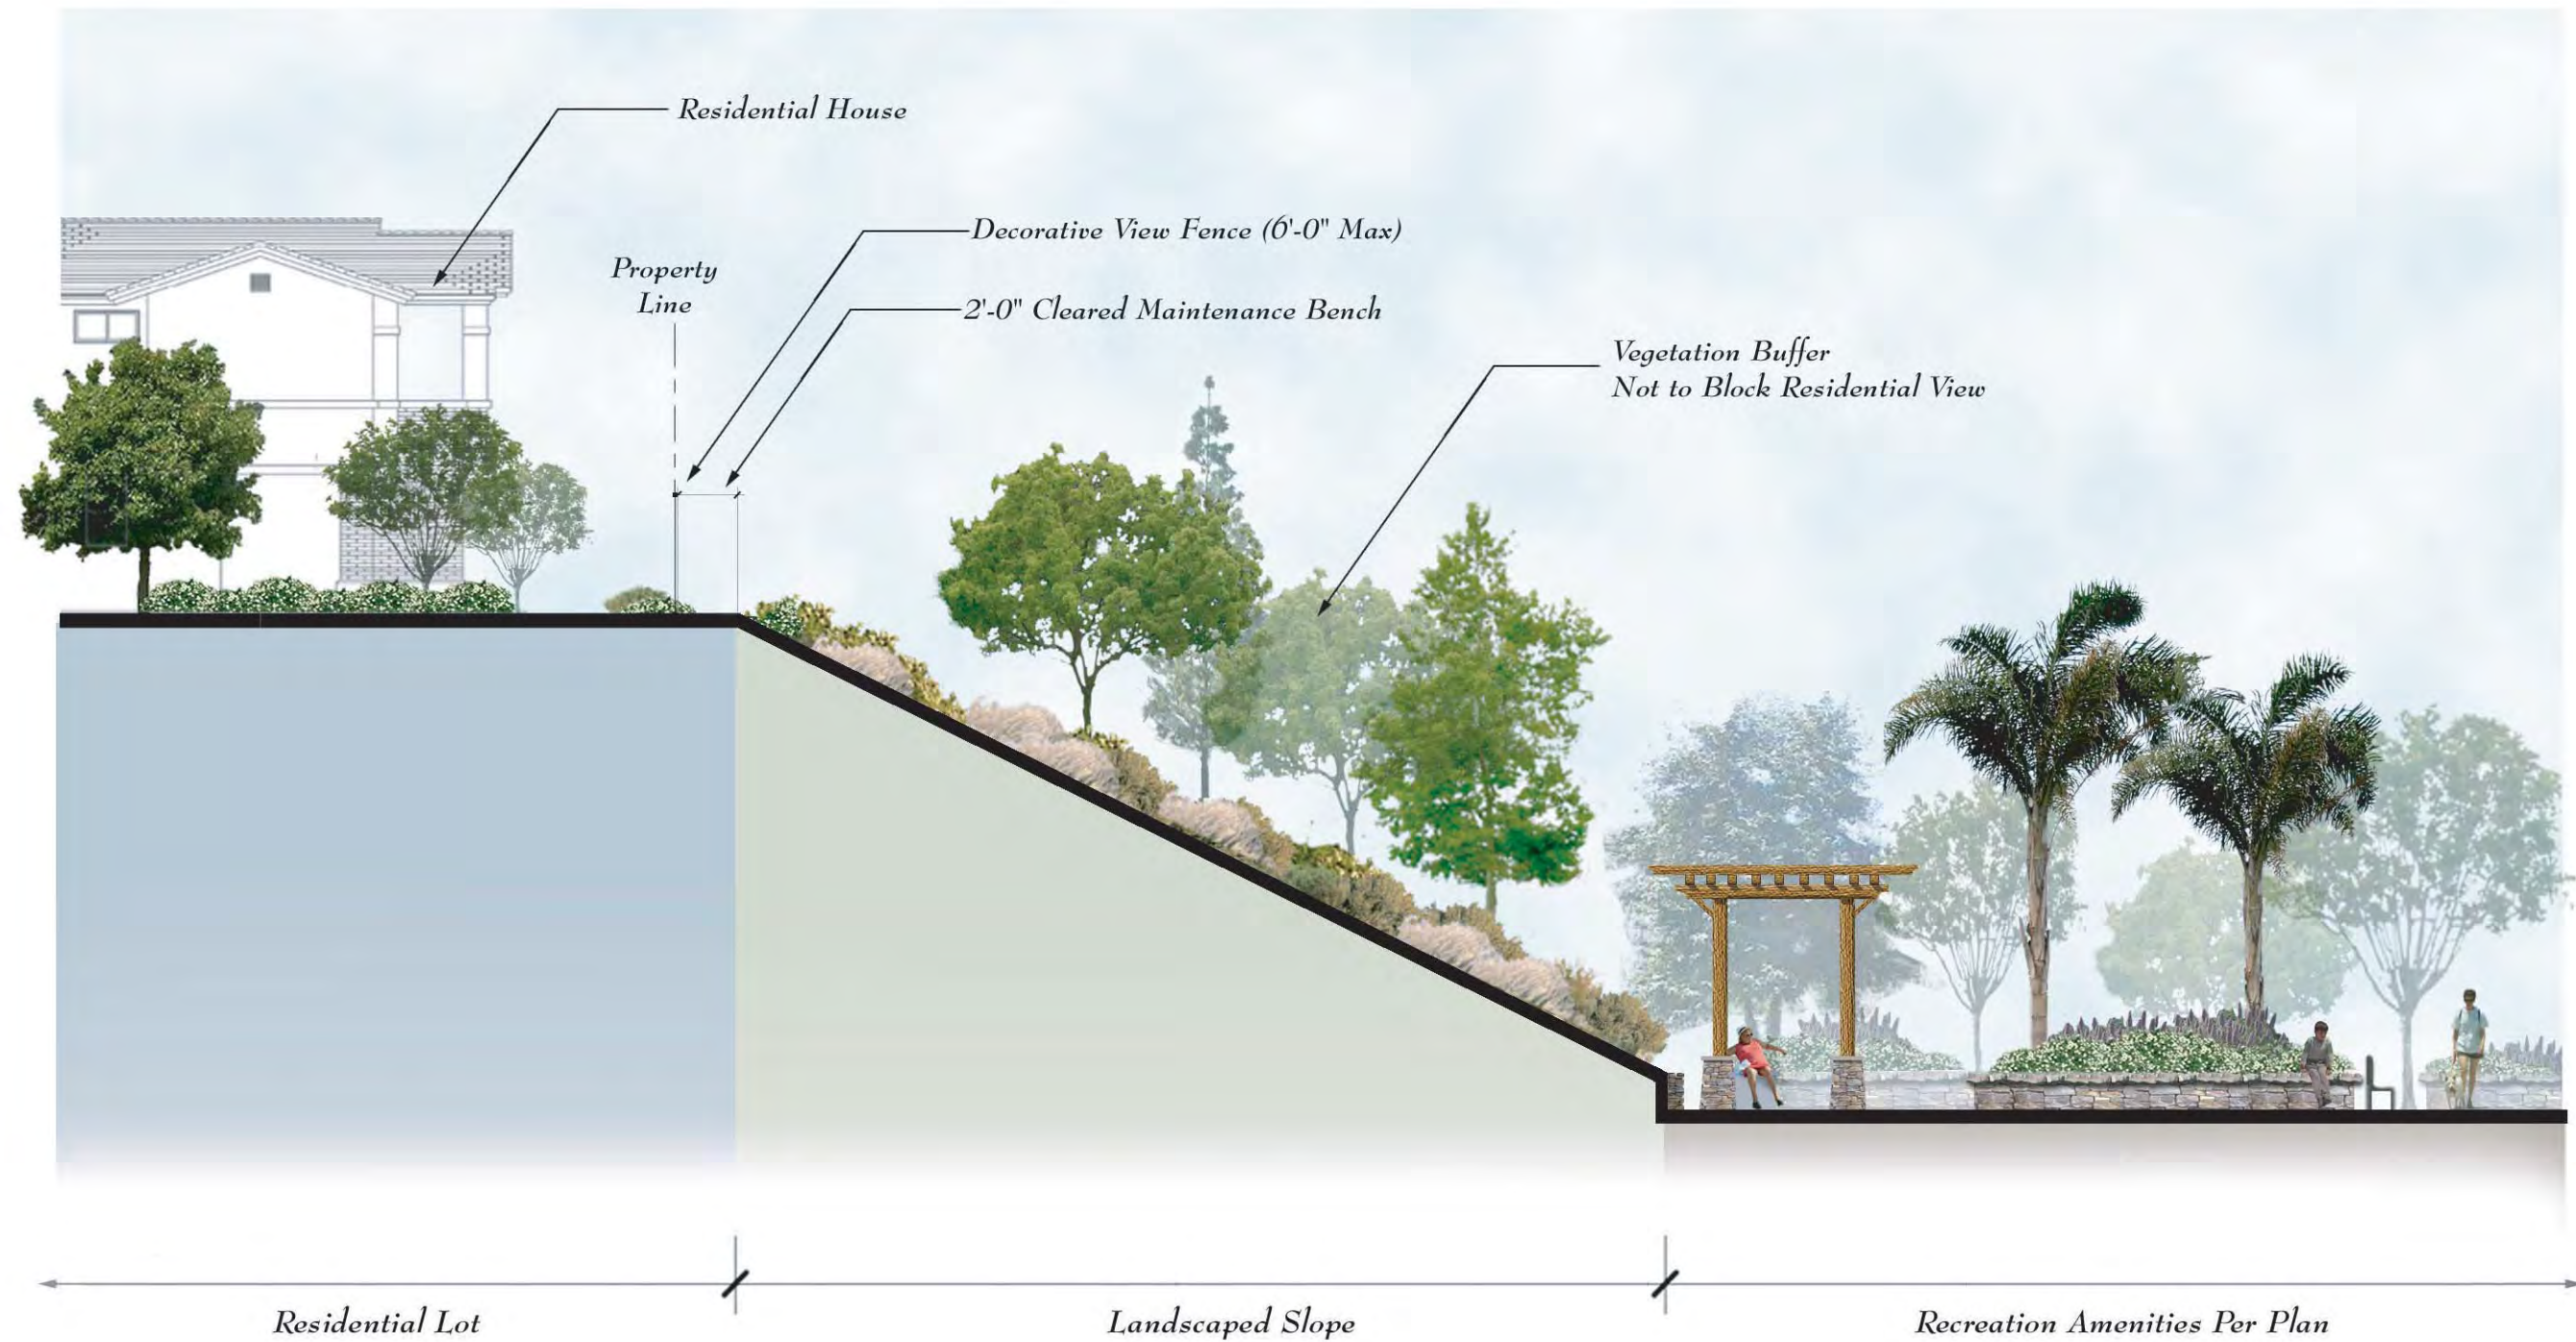 Residential House
Decorative View Fence (6'-0" Max)
Property
Line
2'-0" Cleared Maintenance Bench
Vegetation Buffer
Not to Block Residential View
Residential Lot
Landscaped Slope
Recreation Amenities Per Plan